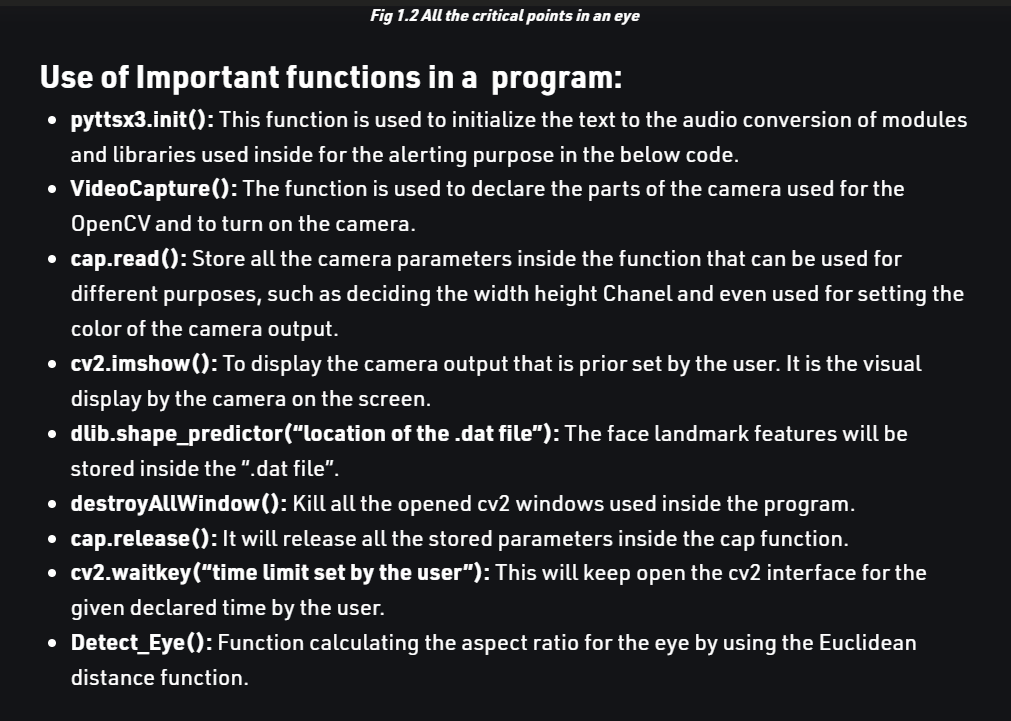 Fig 1.2 All the critical points in an eye
Use of Important functions in a program:
• pyttsx3.init(): This function is used to initialize the text to the audio conversion of modules
and libraries used inside for the alerting purpose in the below code.
• VideoCapture(): The function is used to declare the parts of the camera used for the
OpenCV and to turn on the camera.
• cap.read(): Store all the camera parameters inside the function that can be used for
different purposes, such as deciding the width height Chanel and even used for setting the
color of the camera output.
• cv2.imshow(): To display the camera output that is prior set by the user. It is the visual
display by the camera on the screen.
• dlib.shape_predictor(“location of the .dat file”): The face landmark features will be
stored inside the “.dat file”.
• destroyAllWindow(): Kill all the opened cv2 windows used inside the program.
• cap.release(): It will release all the stored parameters inside the cap function.
• cv2.waitkey(“time limit set by the user”): This will keep open the cv2 interface for the
given declared time by the user.
• Detect_Eye(): Function calculating the aspect ratio for the eye by using the Euclidean
distance function.